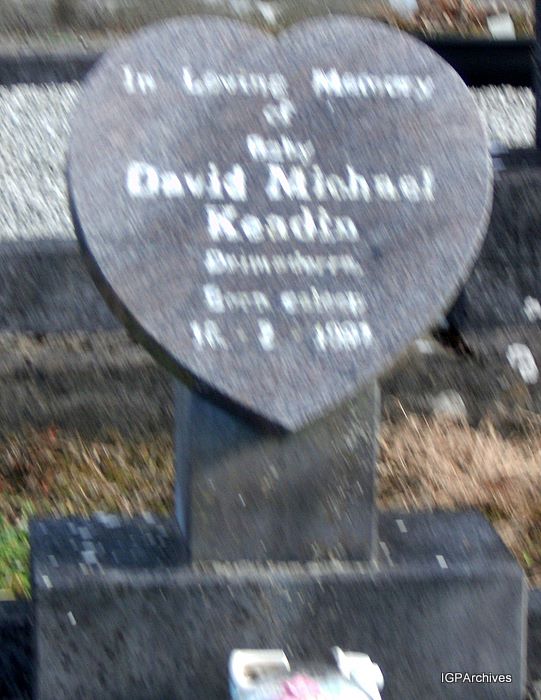 In Loving Memory
of
Baby
David Michael
Keadin
Born asleep
IGPArchives